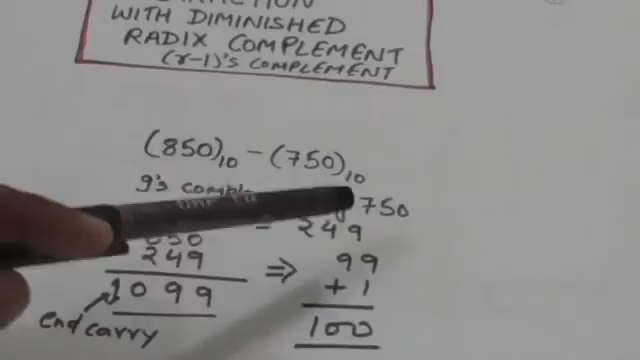 WITH DIMINISHED
RADIX COMPLEMENT
(r-1)'s COMPLEMENT
(850)10 - (750)10
9's 750
= 249
850
249
1099
end carry
⇒ 99
+ 1
100